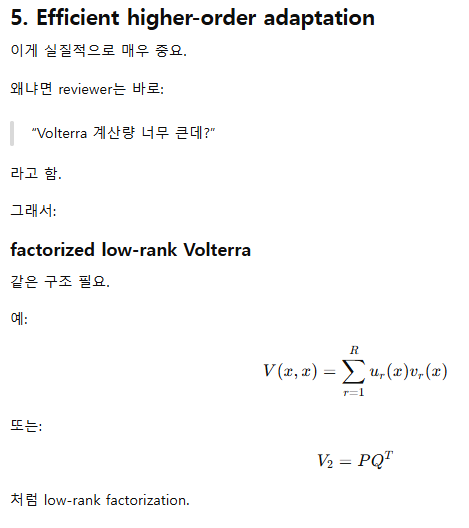 5. Efficient higher-order adaptation
이게 실질적으로 매우 중요.
왜냐면 reviewer는 바로:
“Volterra 계산량 너무 큰데?”
라고 함.
그래서:
factorized low-rank Volterra
같은 구조 필요.
예:
V(x, x) = ∑_{r=1}^{R} u_r(x)v_r(x)
또는:
V_2 = PQ^T
처럼 low-rank factorization.